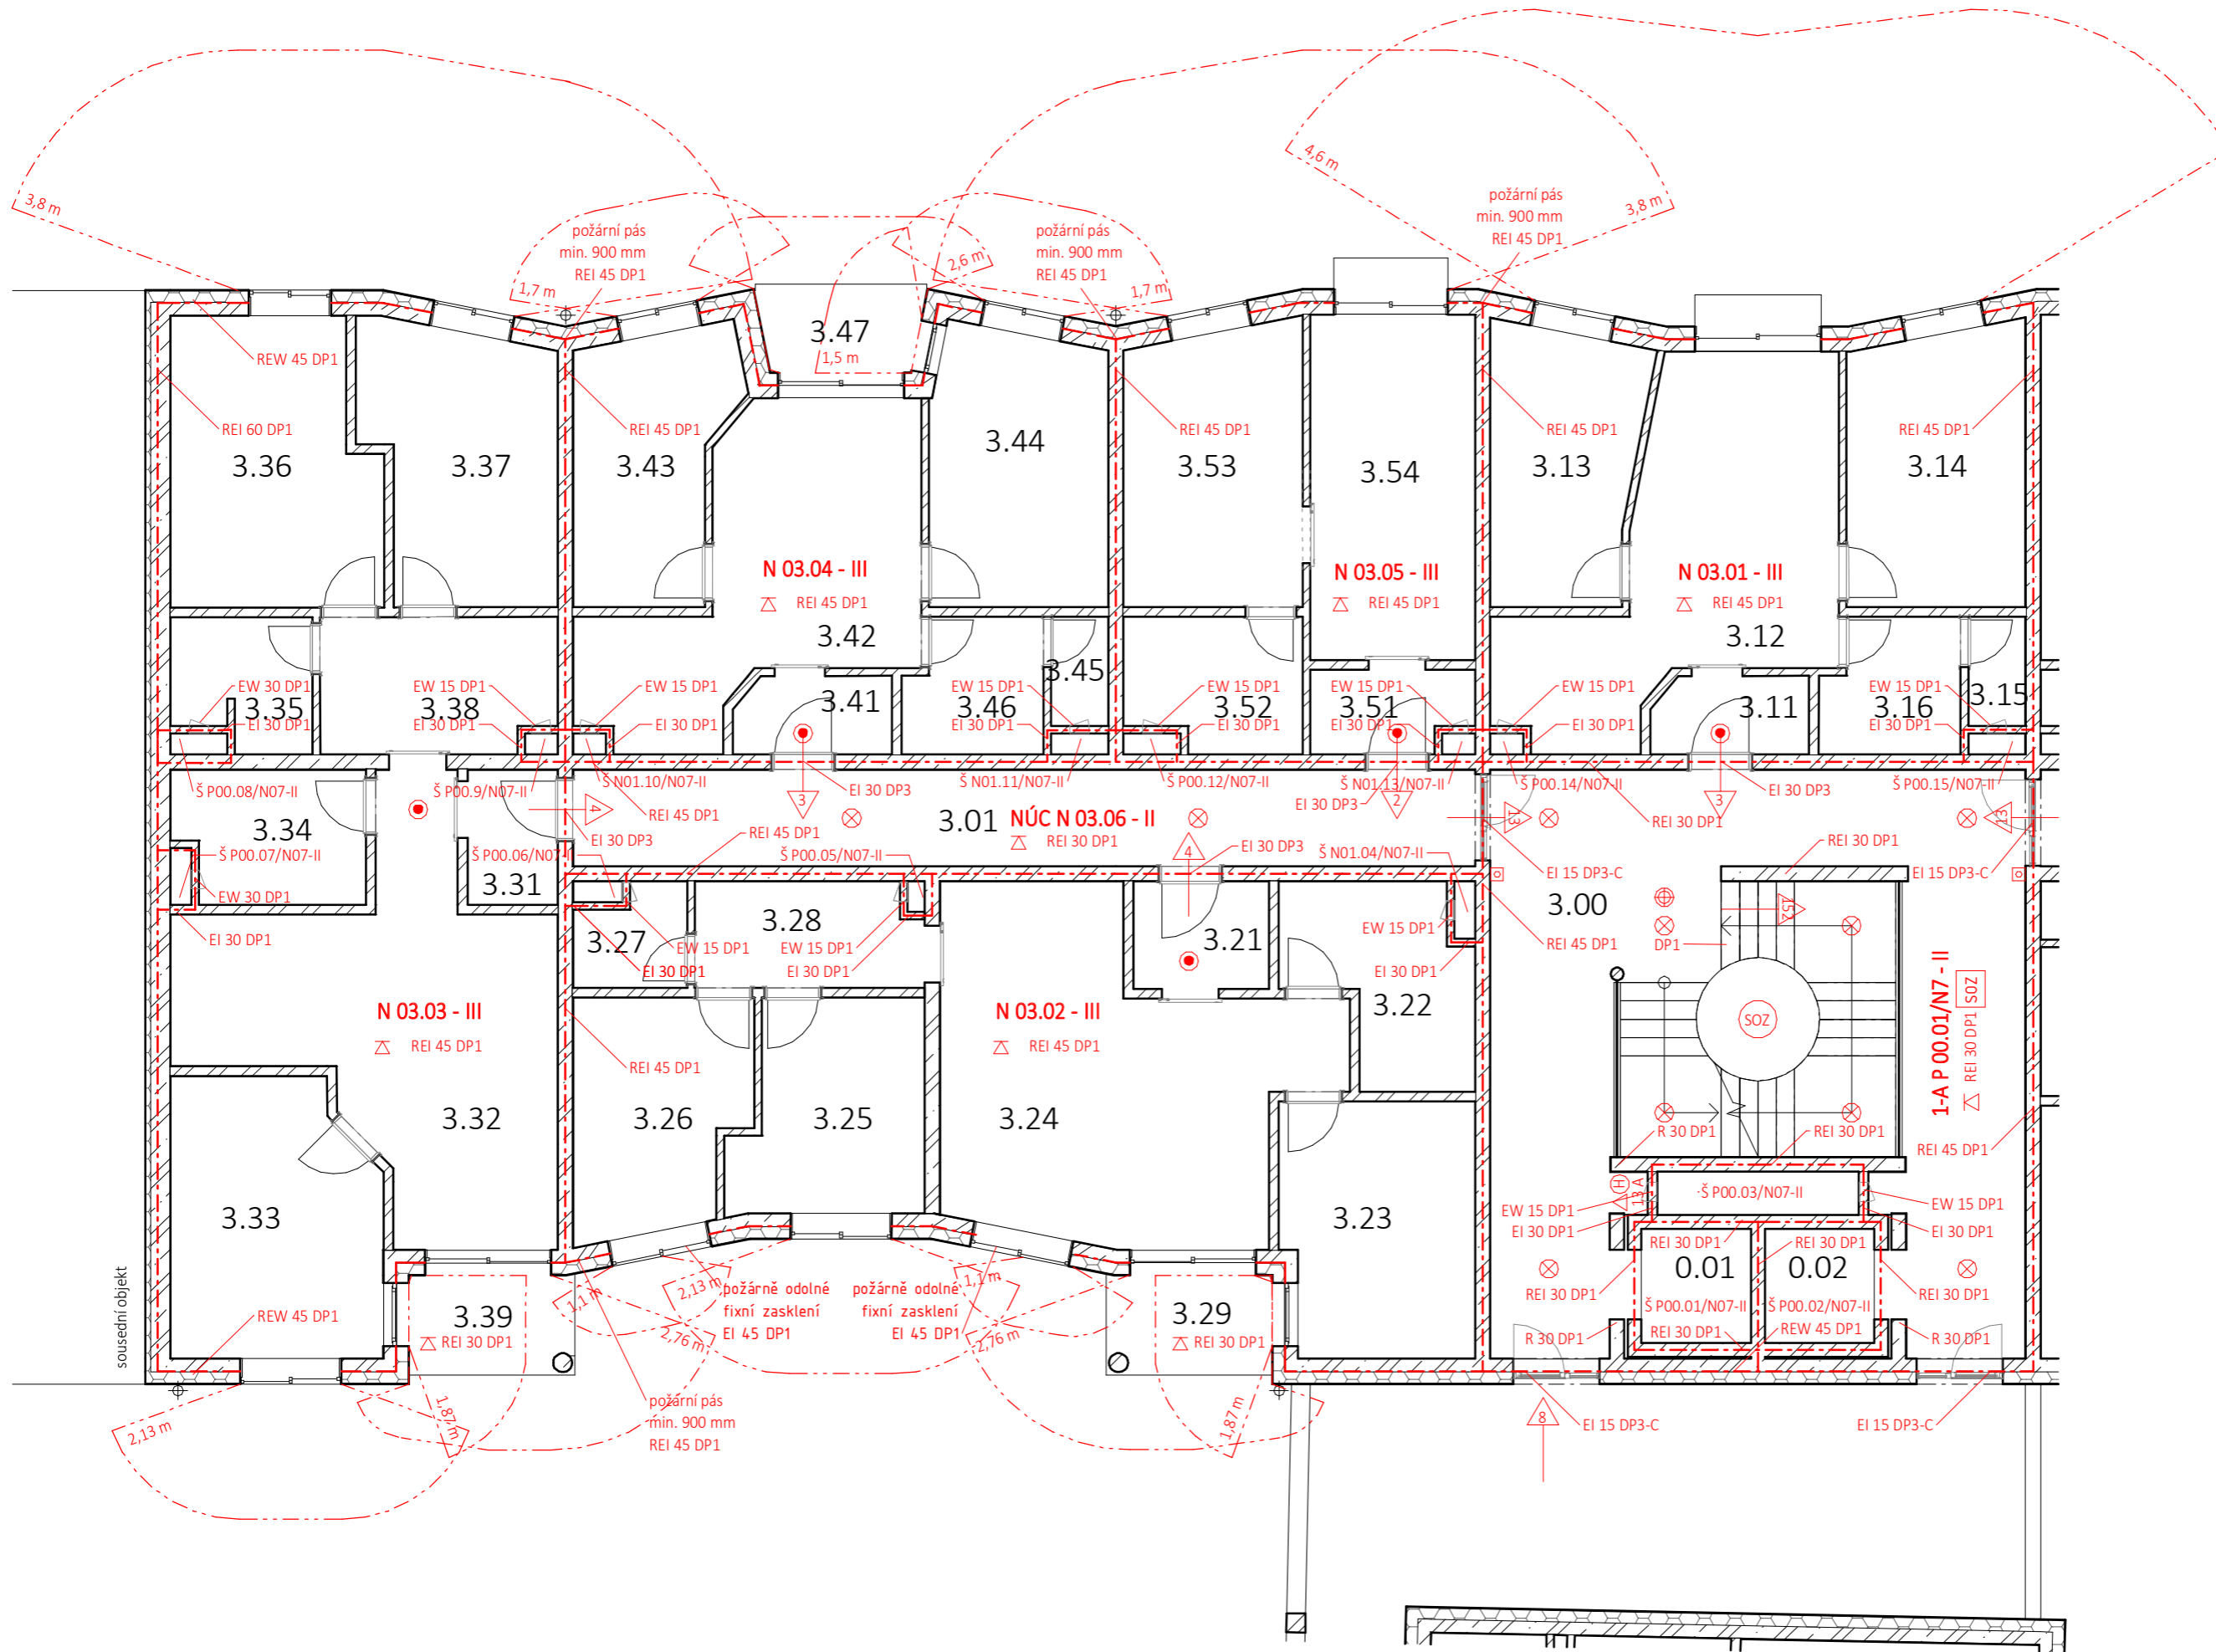 4,6 m
3,8 m
požární pás
min. 900 mm
REI 45 DP1
3,8 m
požární pás
min. 900 mm
REI 45 DP1
požární pás
min. 900 mm
REI 45 DP1
2,6 m
1,7 m
1,7 m
3.47
1,5 m
REW 45 DP1
REI 60 DP1
REI 45 DP1
REI 45 DP1
REI 45 DP1
REI 45 DP1
3.36
3.37
3.43
3.44
3.53
3.54
3.13
3.14
N 03.04 - III
REI 45 DP1
N 03.05 - III
REI 45 DP1
N 03.01 - III
REI 45 DP1
3.42
3.12
3.45
EW 30 DP1
EW 15 DP1
EW 15 DP1
EW 15 DP1
EW 15 DP1
EW 15 DP1
EW 15 DP1
3.35
3.38
3.41
3.46
3.52
3.51
3.11
3.16
3.15
EI 30 DP1
EI 30 DP1
EI 30 DP1
EI 30 DP1
EI 30 DP1
EI 30 DP1
EI 30 DP1
EI 30 DP1
Š P00.08/N07-II
Š P00.9/N07-II
Š N01.10/N07-II
EI 30 DP3
Š N01.11/N07-II
Š P00.12/N07-II
Š N01.13/N07-II
Š P00.14/N07-II
EI 30 DP3
Š P00.15/N07-II
4
3
2
3
EI 30 DP3
REI 45 DP1
3.01
NÚC N 03.06 - II
REI 30 DP1
13
13
REI 30 DP1
3.34
EI 30 DP3
REI 45 DP1
4
EI 30 DP3
REI 30 DP1
Š P00.07/N07-II
Š P00.06/N07-II
Š P00.05/N07-II
Š N01.04/N07-II
EI 15 DP3-C
EI 15 DP3-C
3.31
EW 30 DP1
3.00
152
3.28
3.27
3.21
EI 30 DP1
EW 15 DP1
EW 15 DP1
EW 15 DP1
REI 45 DP1
DP1
EI 30 DP1
EI 30 DP1
EI 30 DP1
N 03.03 - III
REI 45 DP1
N 03.02 - III
REI 45 DP1
3.22
SOZ
1-A P 00.01/N7 - II
REI 30 DP1
SOZ
REI 45 DP1
3.32
3.26
3.25
3.24
R 30 DP1
REI 30 DP1
REI 45 DP1
3.33
3.23
H
13 A
Š P00.03/N07-II
EW 15 DP1
EW 15 DP1
EI 30 DP1
EI 30 DP1
REI 30 DP1
REI 30 DP1
0.01
0.02
REI 30 DP1
REI 30 DP1
Š P00.01/N07-II
Š P00.02/N07-II
REI 30 DP1
REW 45 DP1
R 30 DP1
R 30 DP1
sousední objekt
REW 45 DP1
3.39
REI 30 DP1
1,1 m
2,13 m
požárně odolné
fixní zasklení
EI 45 DP1
požárně odolné
fixní zasklení
EI 45 DP1
1,1 m
2,76 m
2,76 m
3.29
REI 30 DP1
2,13 m
1,87 m
požární pás
min. 900 mm
REI 45 DP1
1,87 m
8
EI 15 DP3-C
EI 15 DP3-C